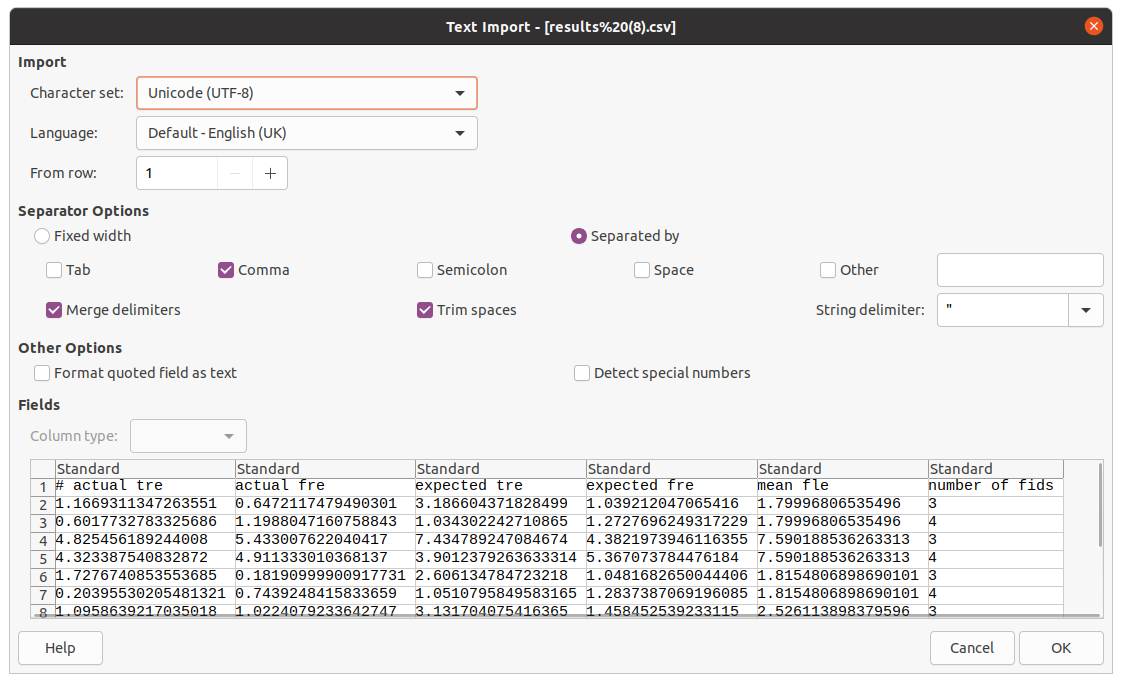 Text Import - [results%20(8).csv]
Import
Character set: Unicode (UTF-8)
Language: Default - English (UK)
From row: 1
Separator Options
Fixed width Separated by
Tab Comma Semicolon Space Other
Merge delimiters Trim spaces String delimiter: "
Other Options
Format quoted field as text Detect special numbers
Fields
Column type:
Standard Standard Standard Standard Standard Standard
1 # actual tre actual fre expected tre expected fre mean fle number of fids
2 1.1669311347263551 0.6472117479490301 3.186604371828499 1.039212047065416 1.79996806535496 3
3 0.6017732783325686 1.1988047160758843 1.034302242710865 1.2727696249317229 1.79996806535496 4
4 4.825456189244008 5.433007622040417 7.434789247084674 4.3821973946116355 7.590188536263313 3
5 4.323387540832872 4.911333010368137 3.9012379263633314 5.367073784476184 7.590188536263313 4
6 1.7276740853553685 0.18190999900917731 2.606134784723218 1.0481682650044406 1.8154806898690101 3
7 0.20395530205481321 0.7439248415833659 1.0510795849583165 1.2837387069196085 1.8154806898690101 4
8 1.0958639217035018 1.0224079233642747 3.131704075416365 1.458452539233115 2.526113898379596 3
Help Cancel OK